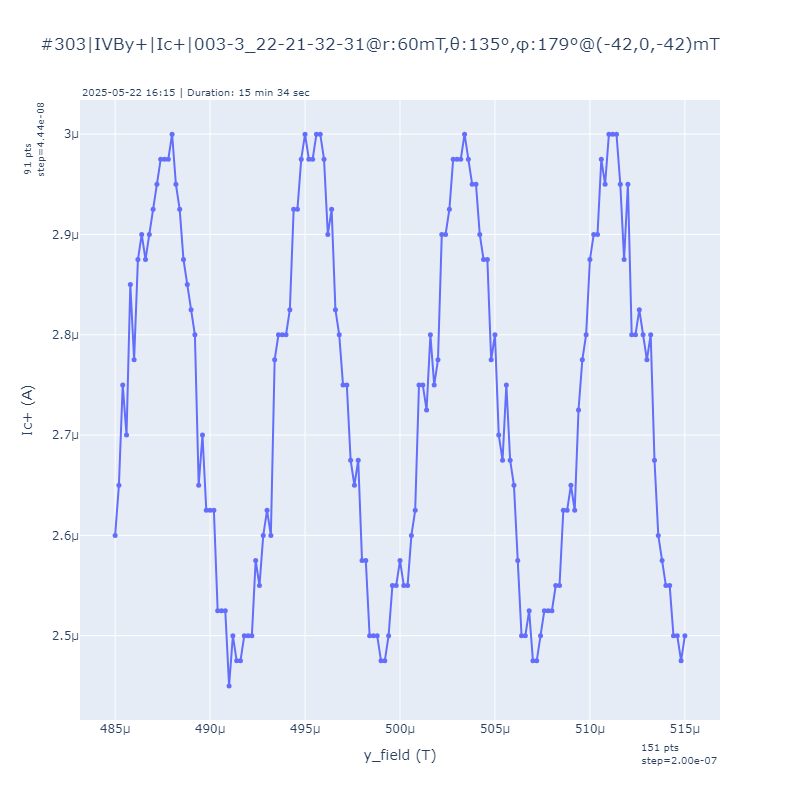 #303|IVBy+|Ic+|003-3_22-21-32-31@r:60mT,θ:135°,φ:179°@(-42,0,-42)mT
2025-05-22 16:15 | Duration: 15 min 34 sec
91 pts
step=4.44e-08
3μ
2.9μ
2.8μ
2.7μ
2.6μ
2.5μ
Ic+ (A)
485μ 490μ 495μ 500μ 505μ 510μ 515μ
y_field (T)
151 pts
step=2.00e-07